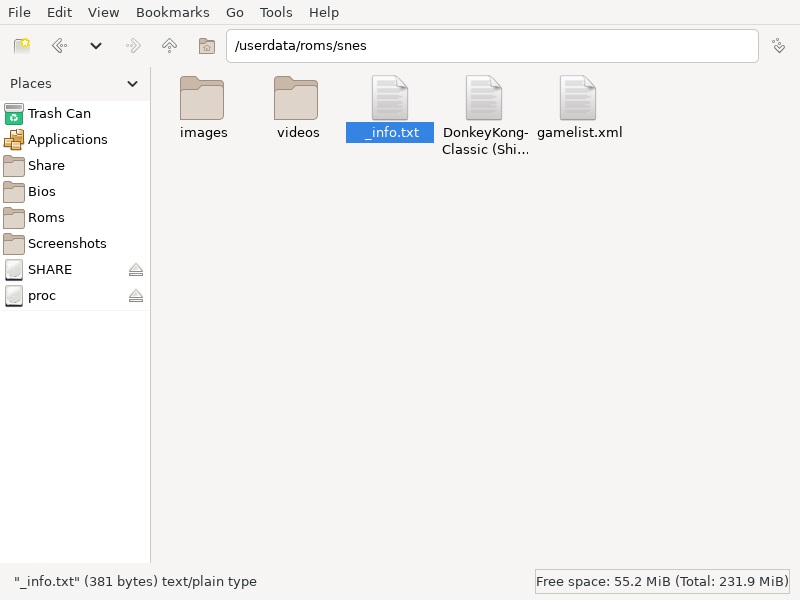 File Edit View Bookmarks Go Tools Help
/userdata/roms/snes
Places
Trash Can
Applications
Share
Bios
Roms
Screenshots
SHARE
proc
images videos _info.txt DonkeyKong- gamelist.xml
Classic (Shi...
"_info.txt" (381 bytes) text/plain type Free space: 55.2 MiB (Total: 231.9 MiB)